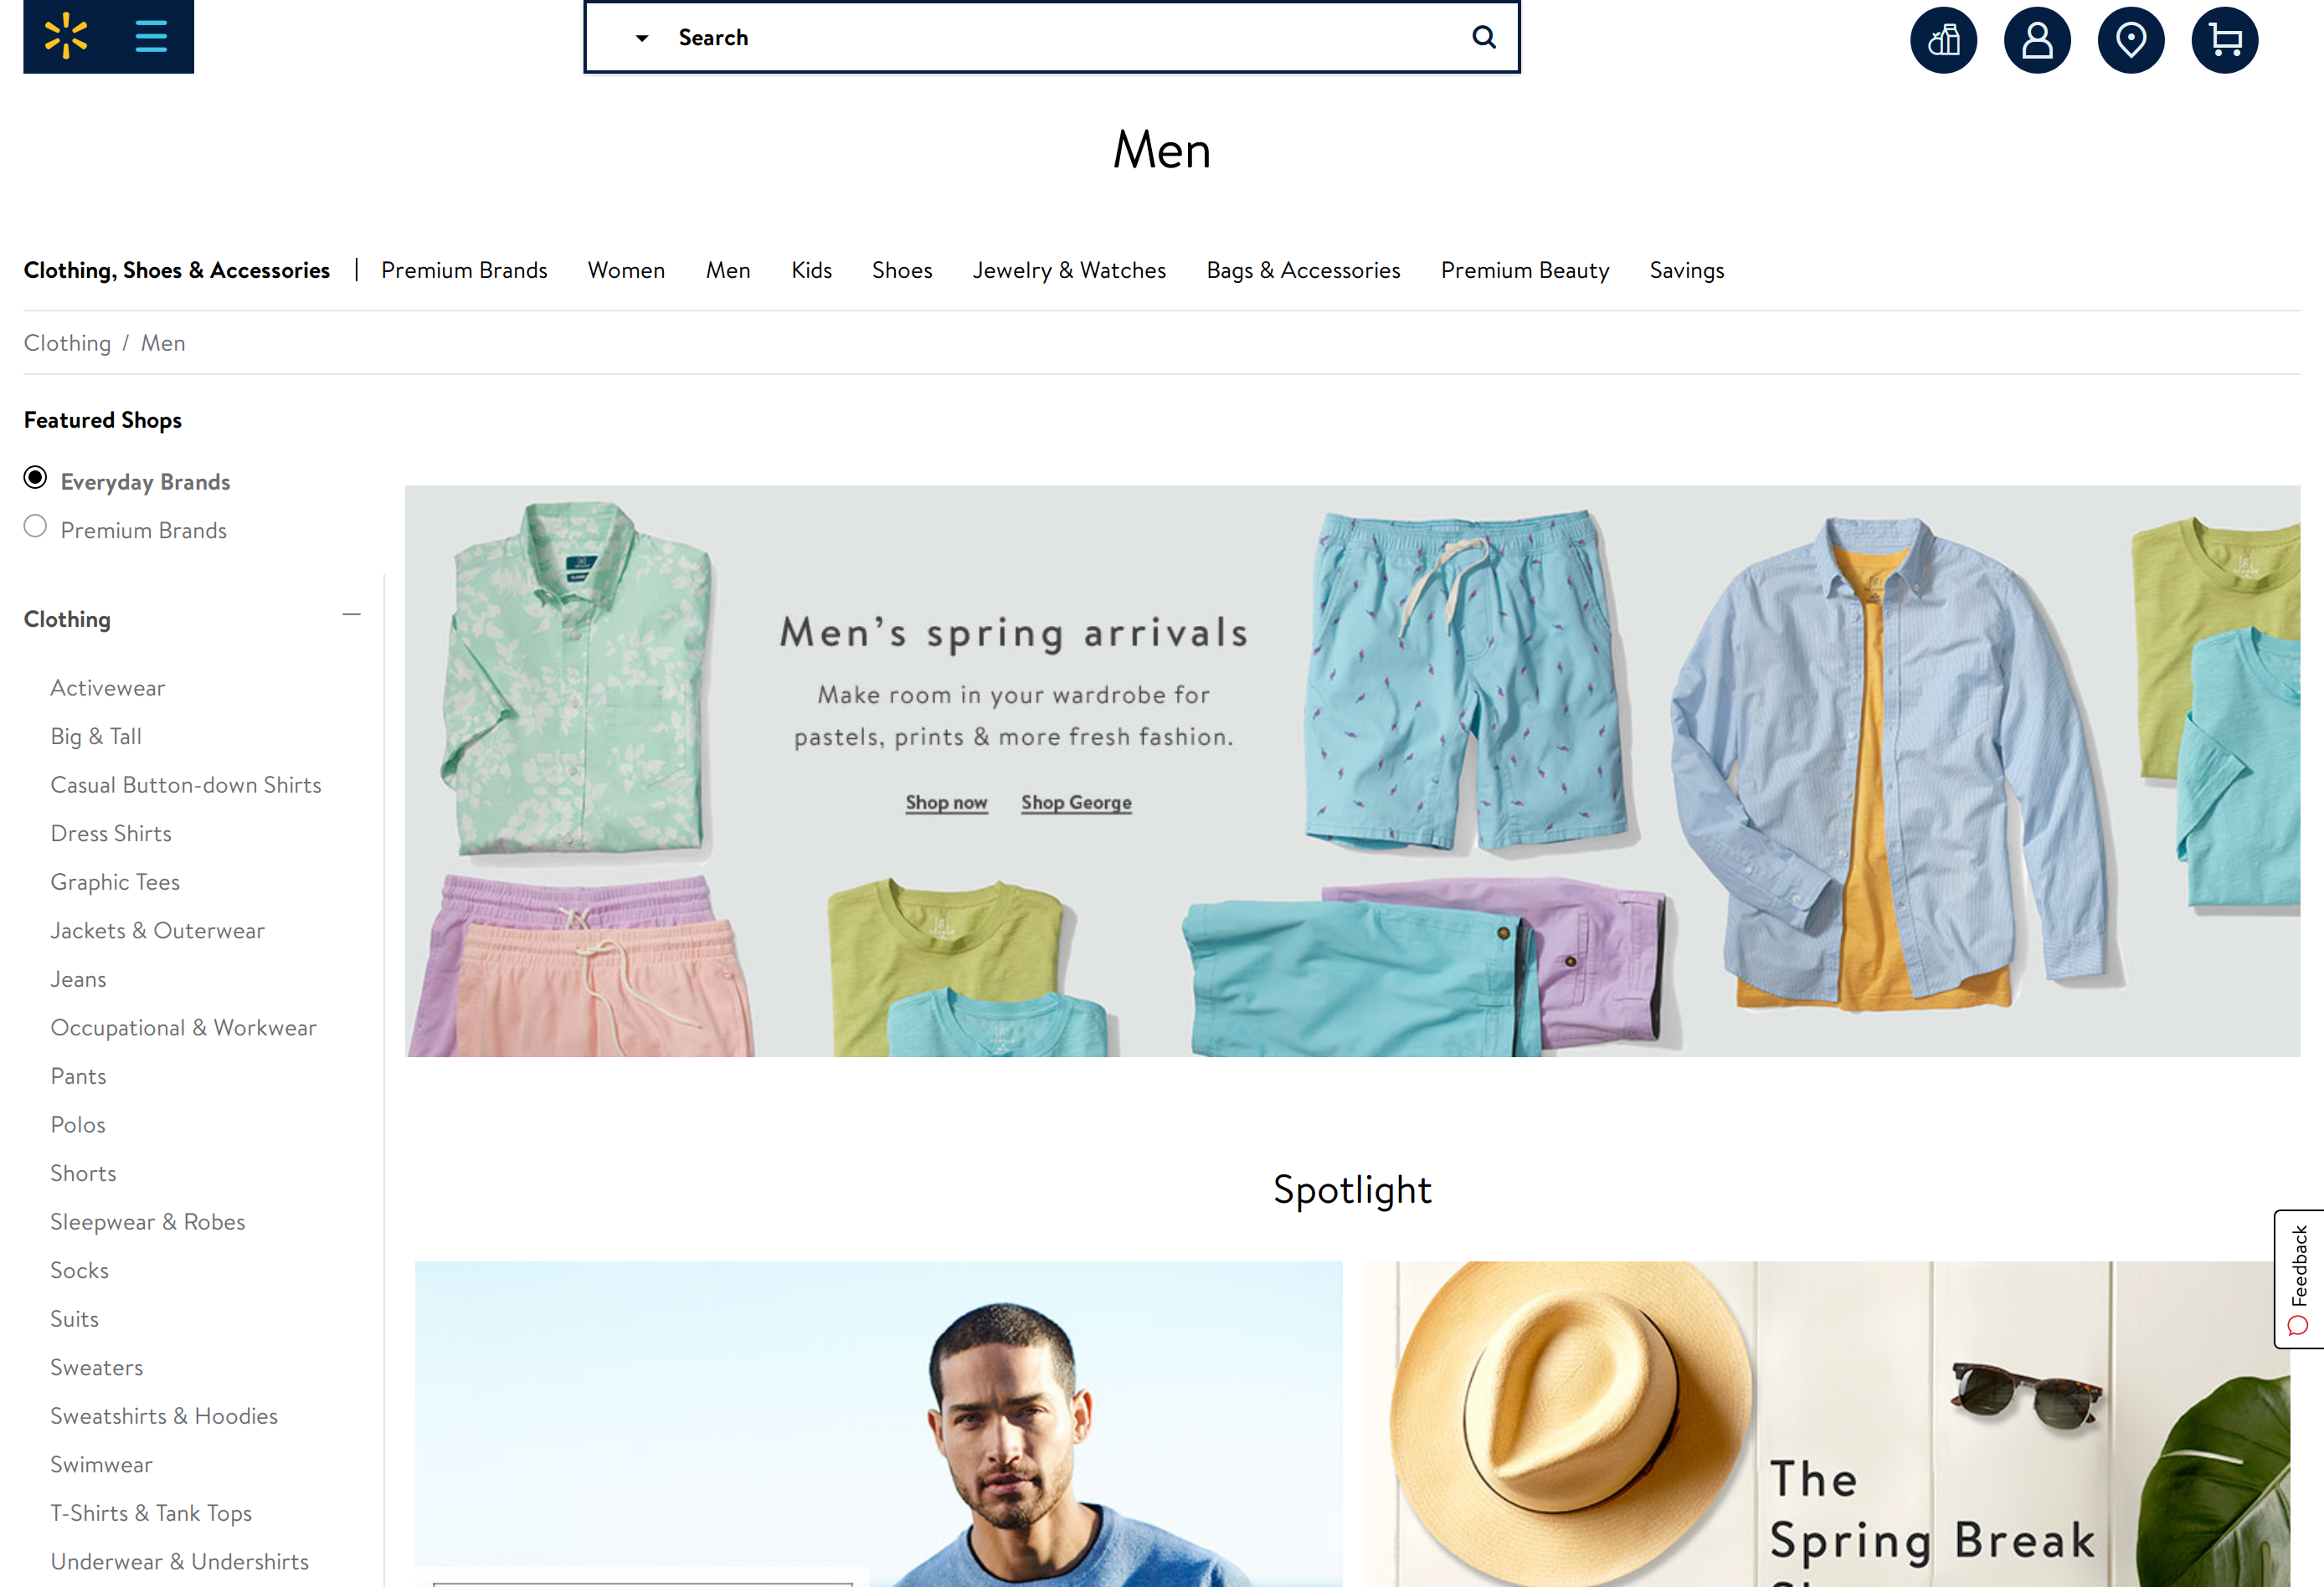 Search
Men
Clothing, Shoes & Accessories | Premium Brands Women Men Kids Shoes Jewelry & Watches Bags & Accessories Premium Beauty Savings
Clothing / Men
Featured Shops
Everyday Brands
Premium Brands
Clothing
Activewear
Big & Tall
Casual Button-down Shirts
Dress Shirts
Graphic Tees
Jackets & Outerwear
Jeans
Occupational & Workwear
Pants
Polos
Shorts
Sleepwear & Robes
Socks
Suits
Sweaters
Sweatshirts & Hoodies
Swimwear
T-Shirts & Tank Tops
Underwear & Undershirts
Men's spring arrivals
Make room in your wardrobe for
pastels, prints & more fresh fashion.
Shop now Shop George
Spotlight
The
Spring Break
Feedback